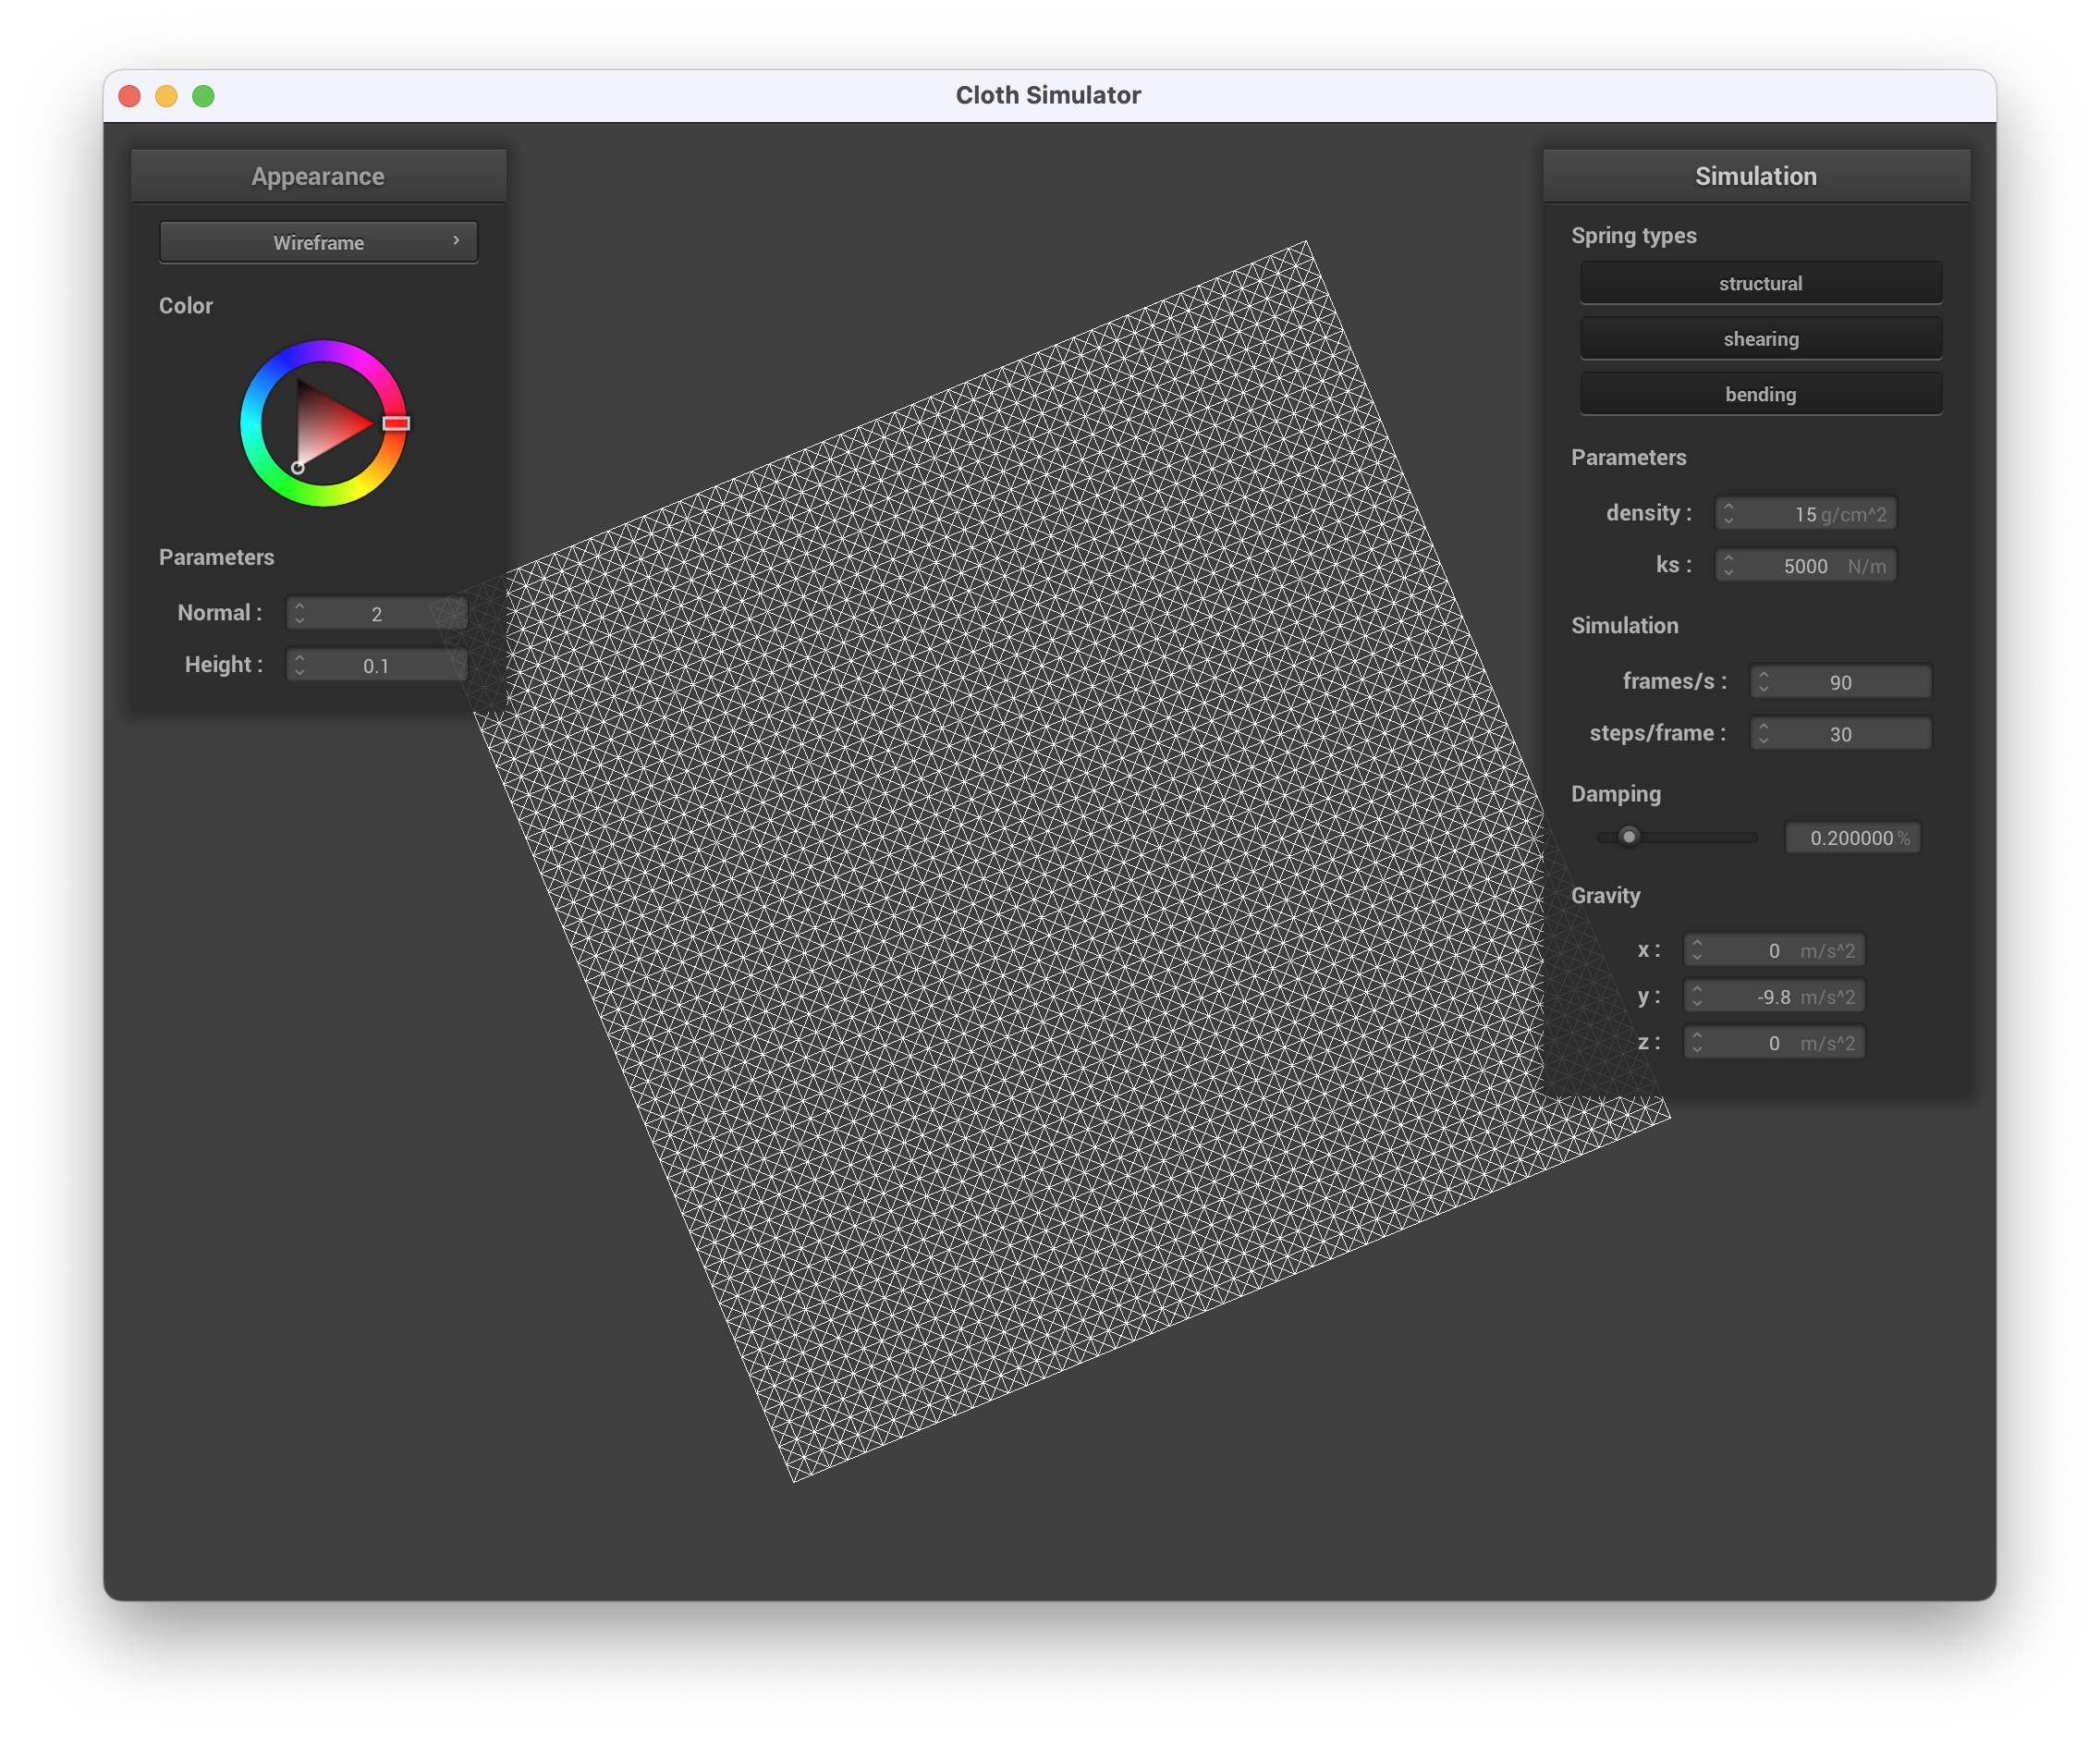 Cloth Simulator
Appearance
Wireframe
Color
Parameters
Normal : 2
Height : 0.1
Simulation
Spring types
structural
shearing
bending
Parameters
density : 15 g/cm^2
ks : 5000 N/m
Simulation
frames/s : 90
steps/frame : 30
Damping
0.200000 %
Gravity
x : 0 m/s^2
y : -9.8 m/s^2
z : 0 m/s^2